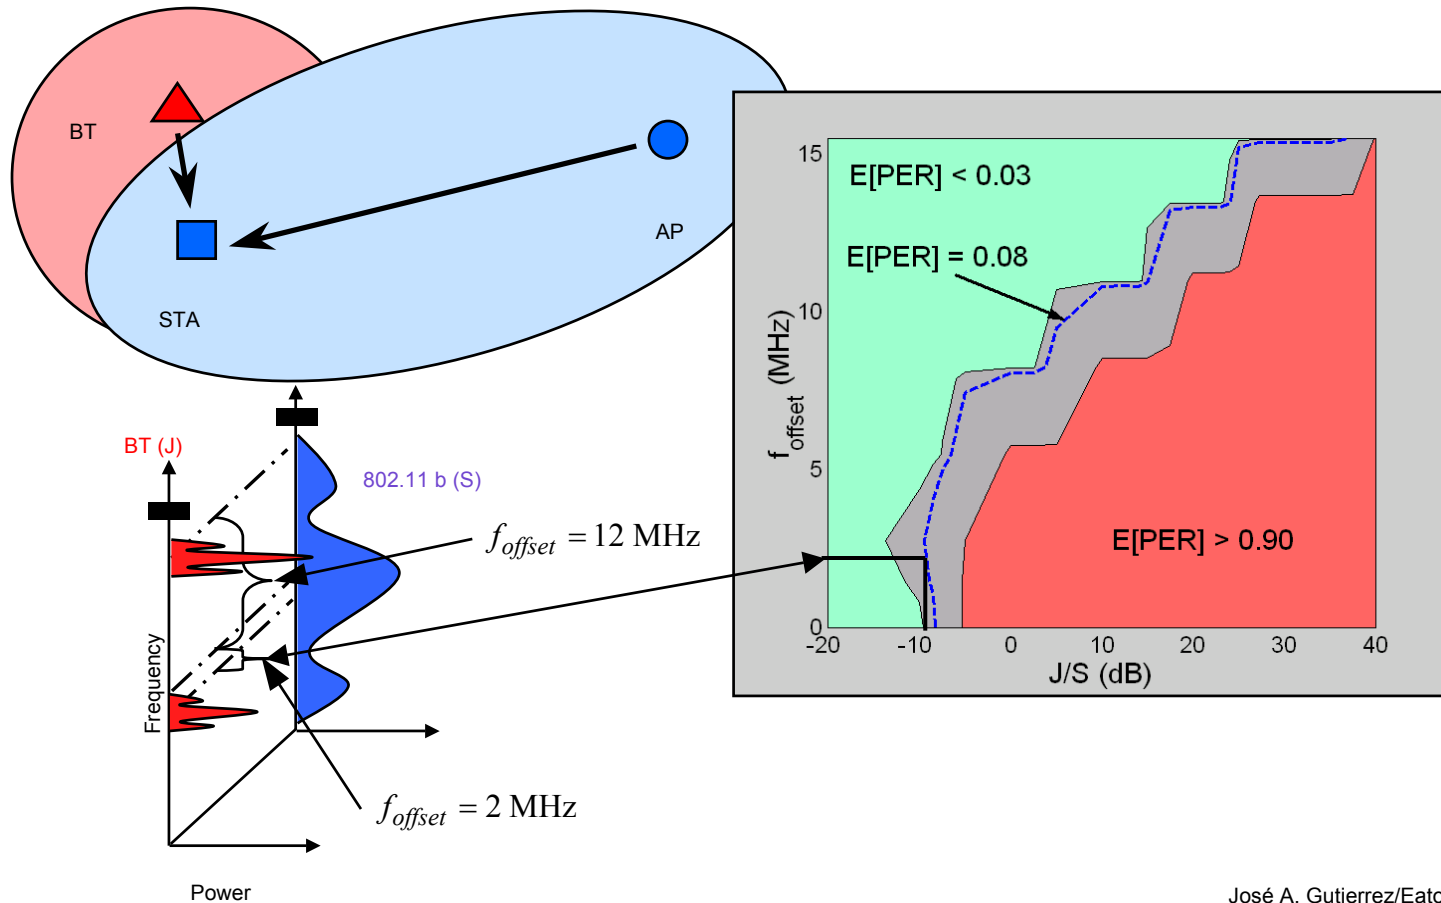 BT
AP
STA
BT (J)
802.11 b (S)
Frequency
Power
f_offset = 12 MHz
f_offset = 2 MHz
E[PER] < 0.03
E[PER] = 0.08
E[PER] > 0.90
f_offset (MHz)
15
10
5
0
-20 -10 0 10 20 30 40
J/S (dB)
José A. Gutierrez/Eato